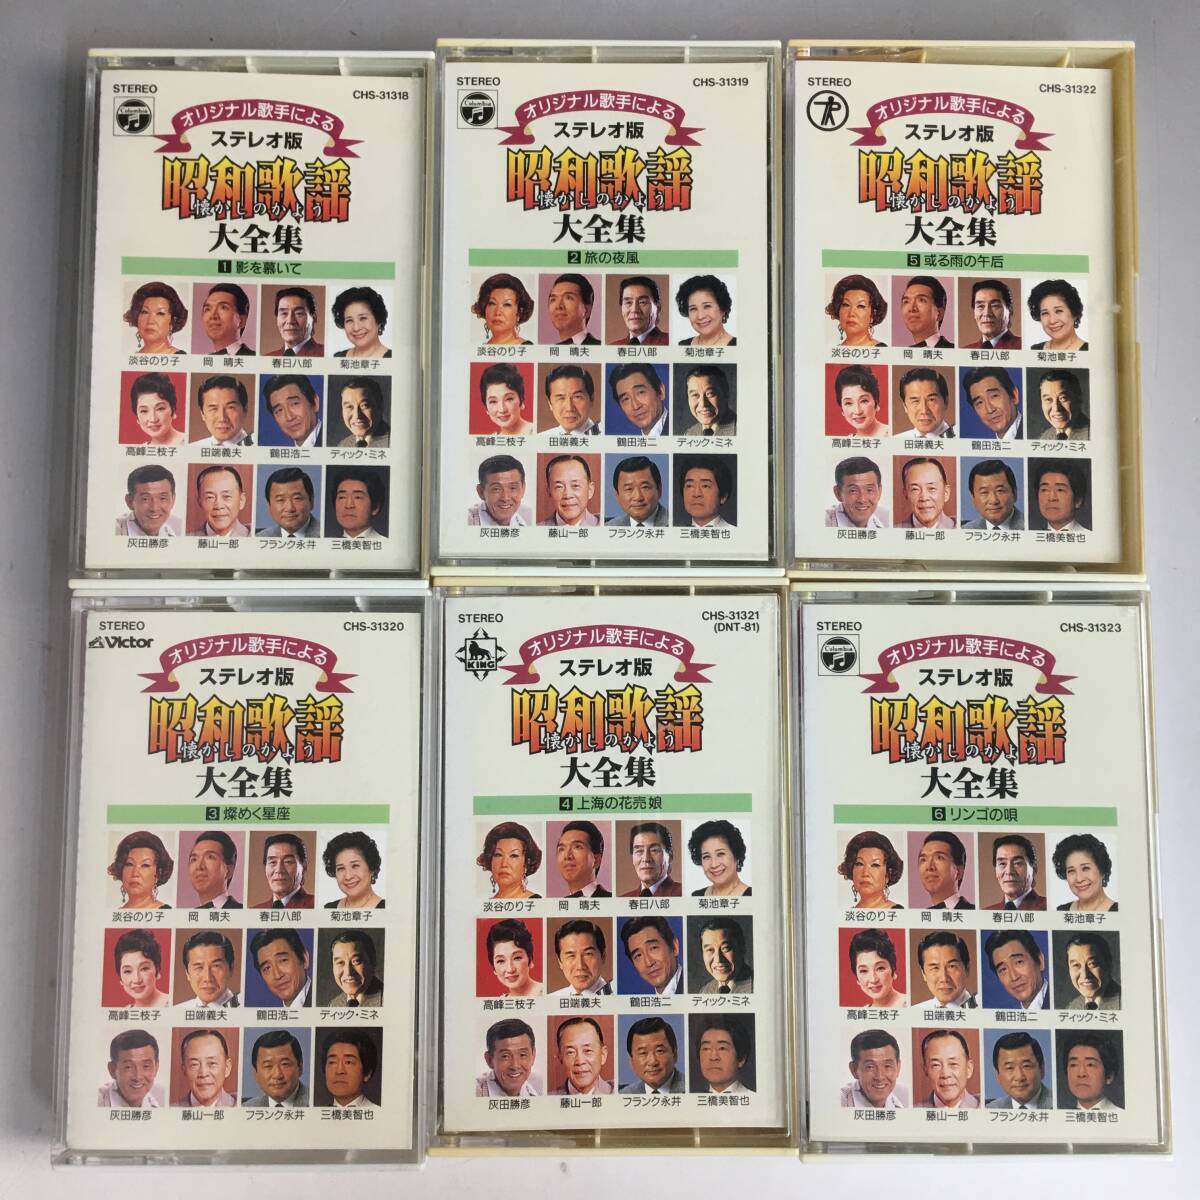 STEREO
CHS-31318
Columbia
オリジナル歌手による
ステレオ版
昭和歌謡
懐かしのかよう
大全集
1 影を慕いて
淡谷のり子 岡 晴夫 春日八郎 菊池章子
高峰三枝子 田端義夫 鶴田浩二 ディック・ミネ
灰田勝彦 藤山一郎 フランク永井 三橋美智也
STEREO
CHS-31319
Columbia
オリジナル歌手による
ステレオ版
昭和歌謡
懐かしのかよう
大全集
2 旅の夜風
淡谷のり子 岡 晴夫 春日八郎 菊池章子
高峰三枝子 田端義夫 鶴田浩二 ディック・ミネ
灰田勝彦 藤山一郎 フランク永井 三橋美智也
STEREO
CHS-31322
オリジナル歌手による
ステレオ版
昭和歌謡
懐かしのかよう
大全集
5 或る雨の午后
淡谷のり子 岡 晴夫 春日八郎 菊池章子
高峰三枝子 田端義夫 鶴田浩二 ディック・ミネ
灰田勝彦 藤山一郎 フランク永井 三橋美智也
STEREO
CHS-31320
Victor
オリジナル歌手による
ステレオ版
昭和歌謡
懐かしのかよう
大全集
3 燦めく星座
淡谷のり子 岡 晴夫 春日八郎 菊池章子
高峰三枝子 田端義夫 鶴田浩二 ディック・ミネ
灰田勝彦 藤山一郎 フランク永井 三橋美智也
STEREO
CHS-31321
(DNT-81)
KING
オリジナル歌手による
ステレオ版
昭和歌謡
懐かしのかよう
大全集
4 上海の花売娘
淡谷のり子 岡 晴夫 春日八郎 菊池章子
高峰三枝子 田端義夫 鶴田浩二 ディック・ミネ
灰田勝彦 藤山一郎 フランク永井 三橋美智也
STEREO
CHS-31323
Columbia
オリジナル歌手による
ステレオ版
昭和歌謡
懐かしのかよう
大全集
6 リンゴの唄
淡谷のり子 岡 晴夫 春日八郎 菊池章子
高峰三枝子 田端義夫 鶴田浩二 ディック・ミネ
灰田勝彦 藤山一郎 フランク永井 三橋美智也